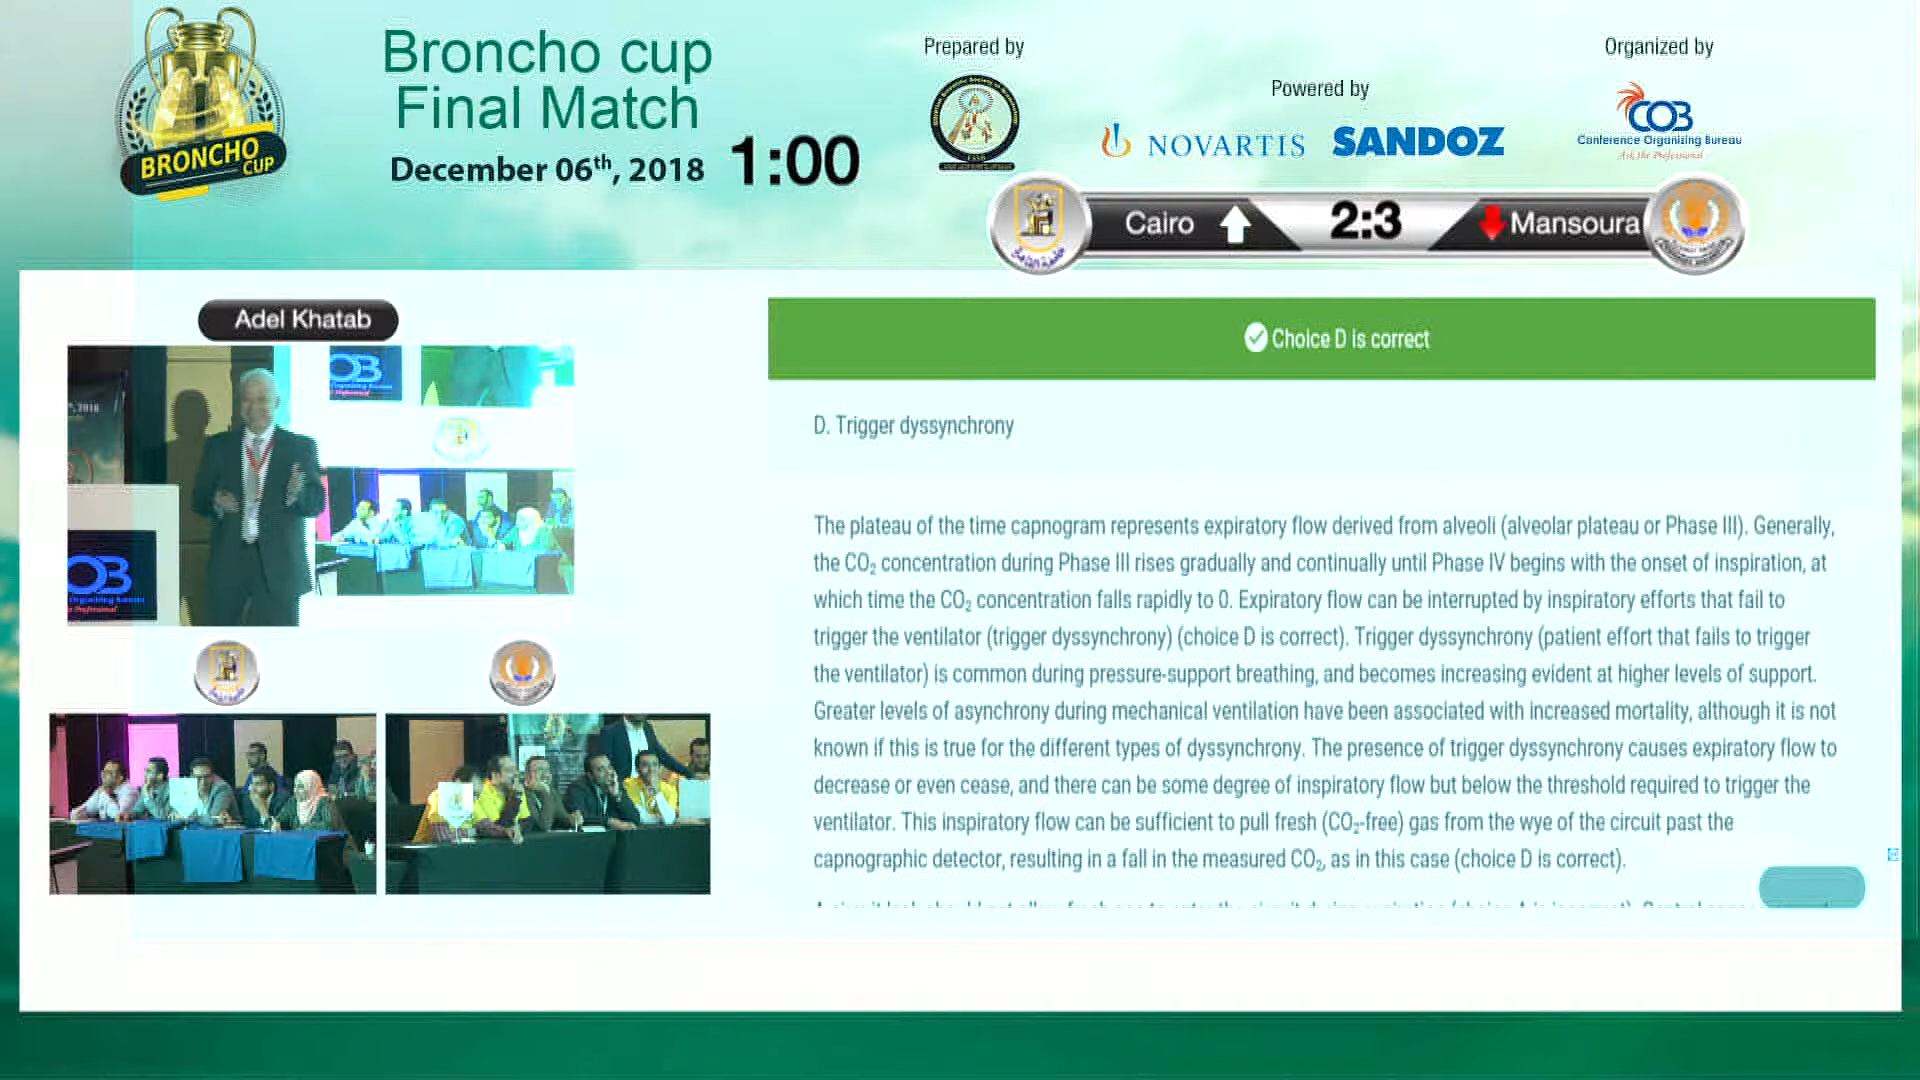 Broncho cup
Final Match
December 06th, 2018
1:00
BRONCHO
CUP
Prepared by
Powered by
NOVARTIS
SANDOZ
Organized by
COB
Conference Organizing Bureau
Ask the Professional
Cairo
2:3
Mansoura
Adel Khatab
Choice D is correct
D. Trigger dyssynchrony
The plateau of the time capnogram represents expiratory flow derived from alveoli (alveolar plateau or Phase III). Generally,
the CO₂ concentration during Phase III rises gradually and continually until Phase IV begins with the onset of inspiration, at
which time the CO₂ concentration falls rapidly to 0. Expiratory flow can be interrupted by inspiratory efforts that fail to
trigger the ventilator (trigger dyssynchrony) (choice D is correct). Trigger dyssynchrony (patient effort that fails to trigger
the ventilator) is common during pressure-support breathing, and becomes increasing evident at higher levels of support.
Greater levels of asynchrony during mechanical ventilation have been associated with increased mortality, although it is not
known if this is true for the different types of dyssynchrony. The presence of trigger dyssynchrony causes expiratory flow to
decrease or even cease, and there can be some degree of inspiratory flow but below the threshold required to trigger the
ventilator. This inspiratory flow can be sufficient to pull fresh (CO₂-free) gas from the wye of the circuit past the
capnographic detector, resulting in a fall in the measured CO₂, as in this case (choice D is correct).